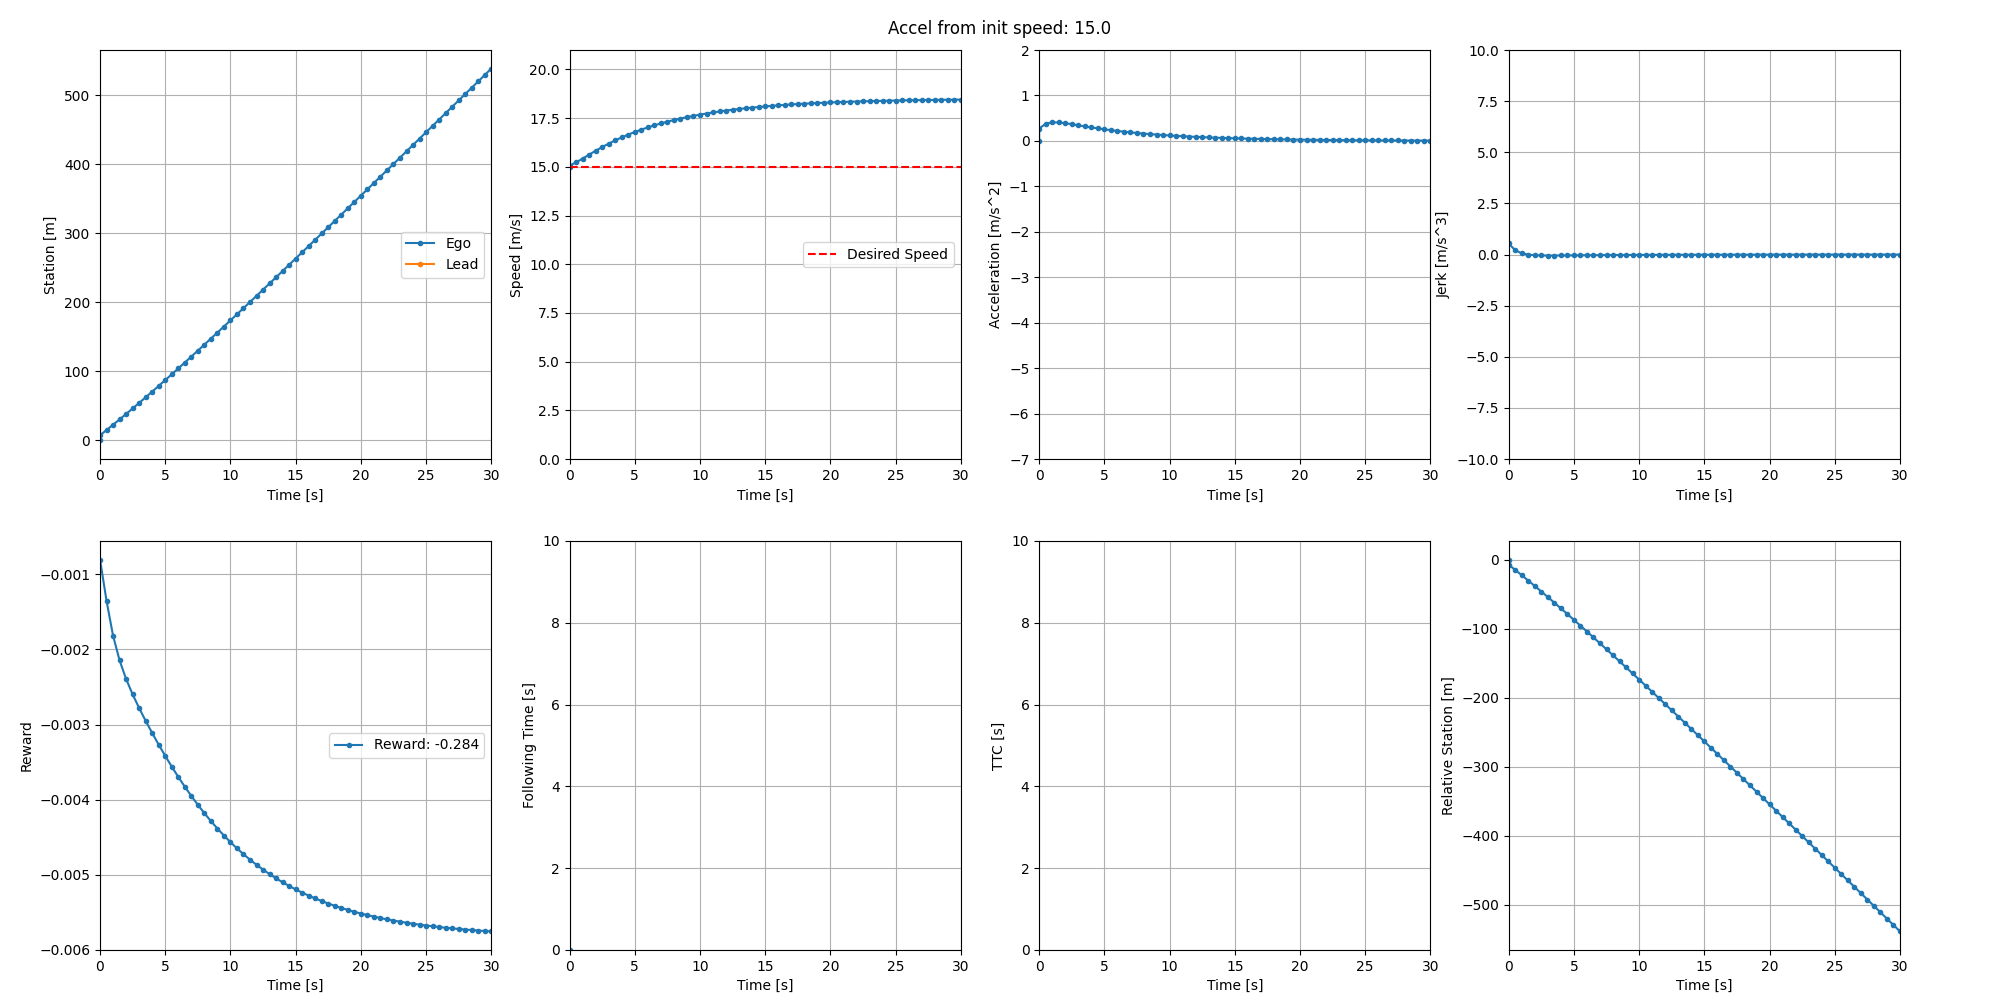 Accel from init speed: 15.0
500
400
300
200
100
0
0 5 10 15 20 25 30
Station [m]
Time [s]
Ego
Lead
20.0
17.5
15.0
12.5
10.0
7.5
5.0
2.5
0.0
0 5 10 15 20 25 30
Speed [m/s]
Time [s]
Desired Speed
2
1
0
−1
−2
−3
−4
−5
−6
−7
0 5 10 15 20 25 30
Acceleration [m/s^2]
Time [s]
10.0
7.5
5.0
2.5
0.0
−2.5
−5.0
−7.5
−10.0
0 5 10 15 20 25 30
Jerk [m/s^3]
Time [s]
−0.001
−0.002
−0.003
−0.004
−0.005
−0.006
0 5 10 15 20 25 30
Reward
Time [s]
Reward: -0.284
10
8
6
4
2
0
0 5 10 15 20 25 30
Following Time [s]
Time [s]
10
8
6
4
2
0
0 5 10 15 20 25 30
TTC [s]
Time [s]
0
−100
−200
−300
−400
−500
0 5 10 15 20 25 30
Relative Station [m]
Time [s]